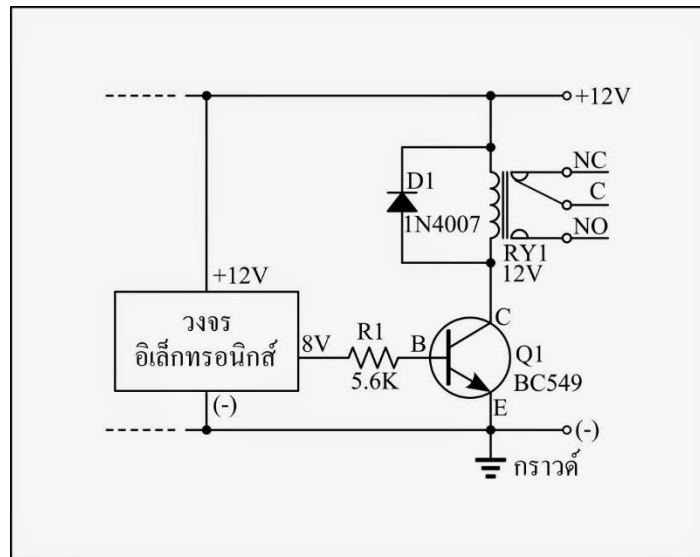 +12V
NC
D1
C
1N4007
NO
RY1
12V
+12V
วงจร
อิเล็กทรอนิกส์
8V
R1
5.6K
B
C
Q1
BC549
E
(-)
(-)
กราวด์